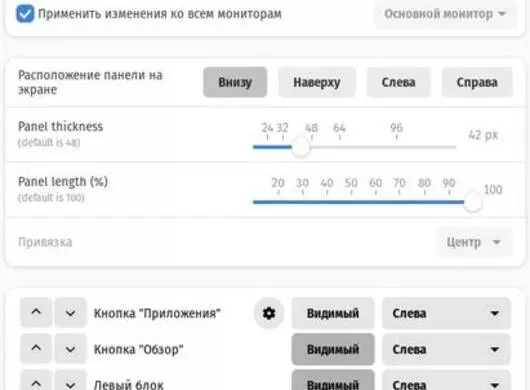 Применить изменения ко всем мониторам
Основной монитор
Расположение панели на
экране
Внизу
Наверху
Слева
Справа
Panel thickness
(default is 48)
24 32 48 64 96
42 px
Panel length (%)
(default is 100)
20 30 40 50 60 70 80 90 100
Привязка
Центр
Кнопка "Приложения"
Видимый
Слева
Кнопка "Обзор"
Видимый
Слева
Левый блок
Видимый
Слева